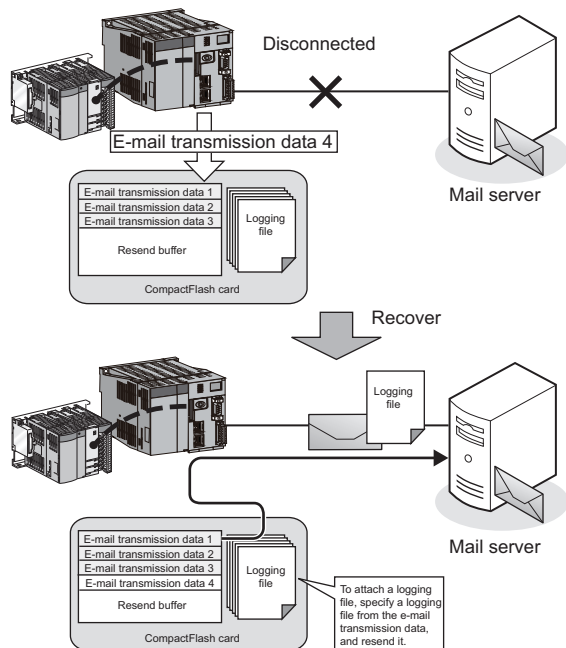 Disconnected
E-mail transmission data 4
Mail server
E-mail transmission data 1
E-mail transmission data 2
E-mail transmission data 3
Resend buffer
Logging
file
CompactFlash card
Recover
Logging
file
Mail server
E-mail transmission data 1
E-mail transmission data 2
E-mail transmission data 3
E-mail transmission data 4
Resend buffer
Logging
file
CompactFlash card
To attach a logging
file, specify a logging
file from the e-mail
transmission data,
and resend it.